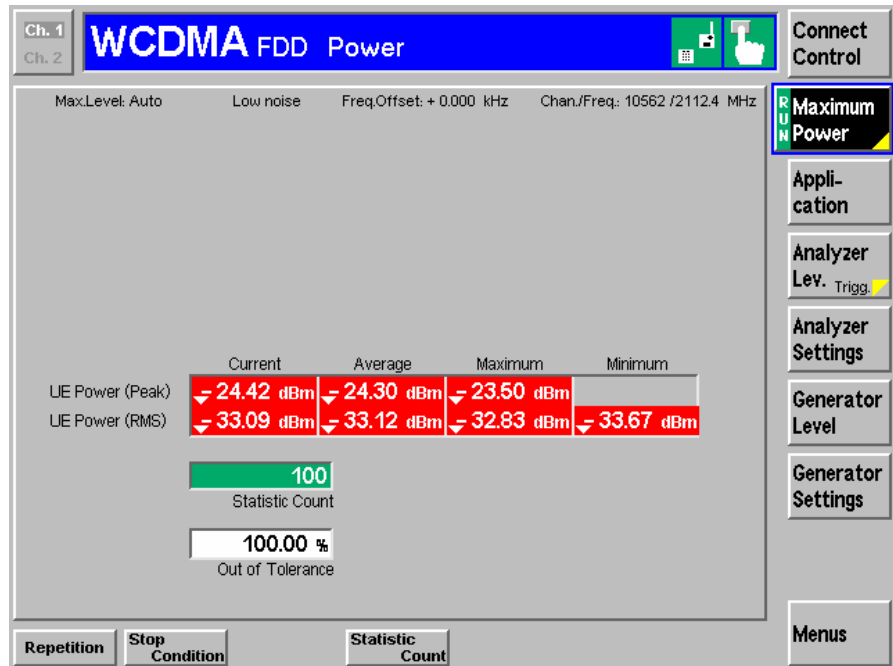 Ch. 1
Ch. 2
WCDMA FDD Power
Connect
Control
Max.Level: Auto Low noise Freq.Offset: + 0.000 kHz Chan./Freq.: 10562 /2112.4 MHz
RUN
Maximum
Power
Appli-
cation
Analyzer
Lev. Trigg.
Analyzer
Settings
Generator
Level
Generator
Settings
Current Average Maximum Minimum
UE Power (Peak) - 24.42 dBm - 24.30 dBm - 23.50 dBm
UE Power (RMS) - 33.09 dBm - 33.12 dBm - 32.83 dBm - 33.67 dBm
100
Statistic Count
100.00 %
Out of Tolerance
Repetition
Stop
Condition
Statistic
Count
Menus